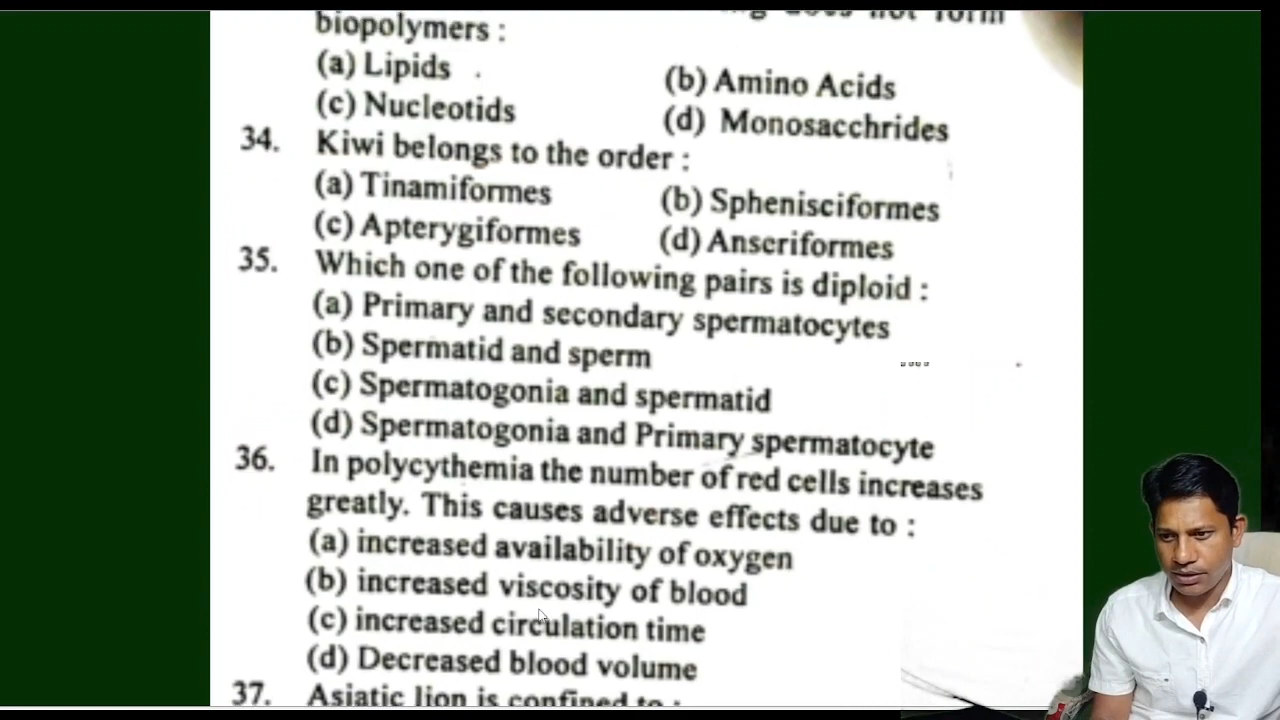 does not form
biopolymers :
(a) Lipids (b) Amino Acids
(c) Nucleotids (d) Monosacchrides
34. Kiwi belongs to the order :
(a) Tinamiformes (b) Sphenisciformes
(c) Apterygiformes (d) Anseriformes
35. Which one of the following pairs is diploid :
(a) Primary and secondary spermatocytes
(b) Spermatid and sperm
(c) Spermatogonia and spermatid
(d) Spermatogonia and Primary spermatocyte
36. In polycythemia the number of red cells increases
greatly. This causes adverse effects due to :
(a) increased availability of oxygen
(b) increased viscosity of blood
(c) increased circulation time
(d) Decreased blood volume
37. Asiatic lion is confined to :